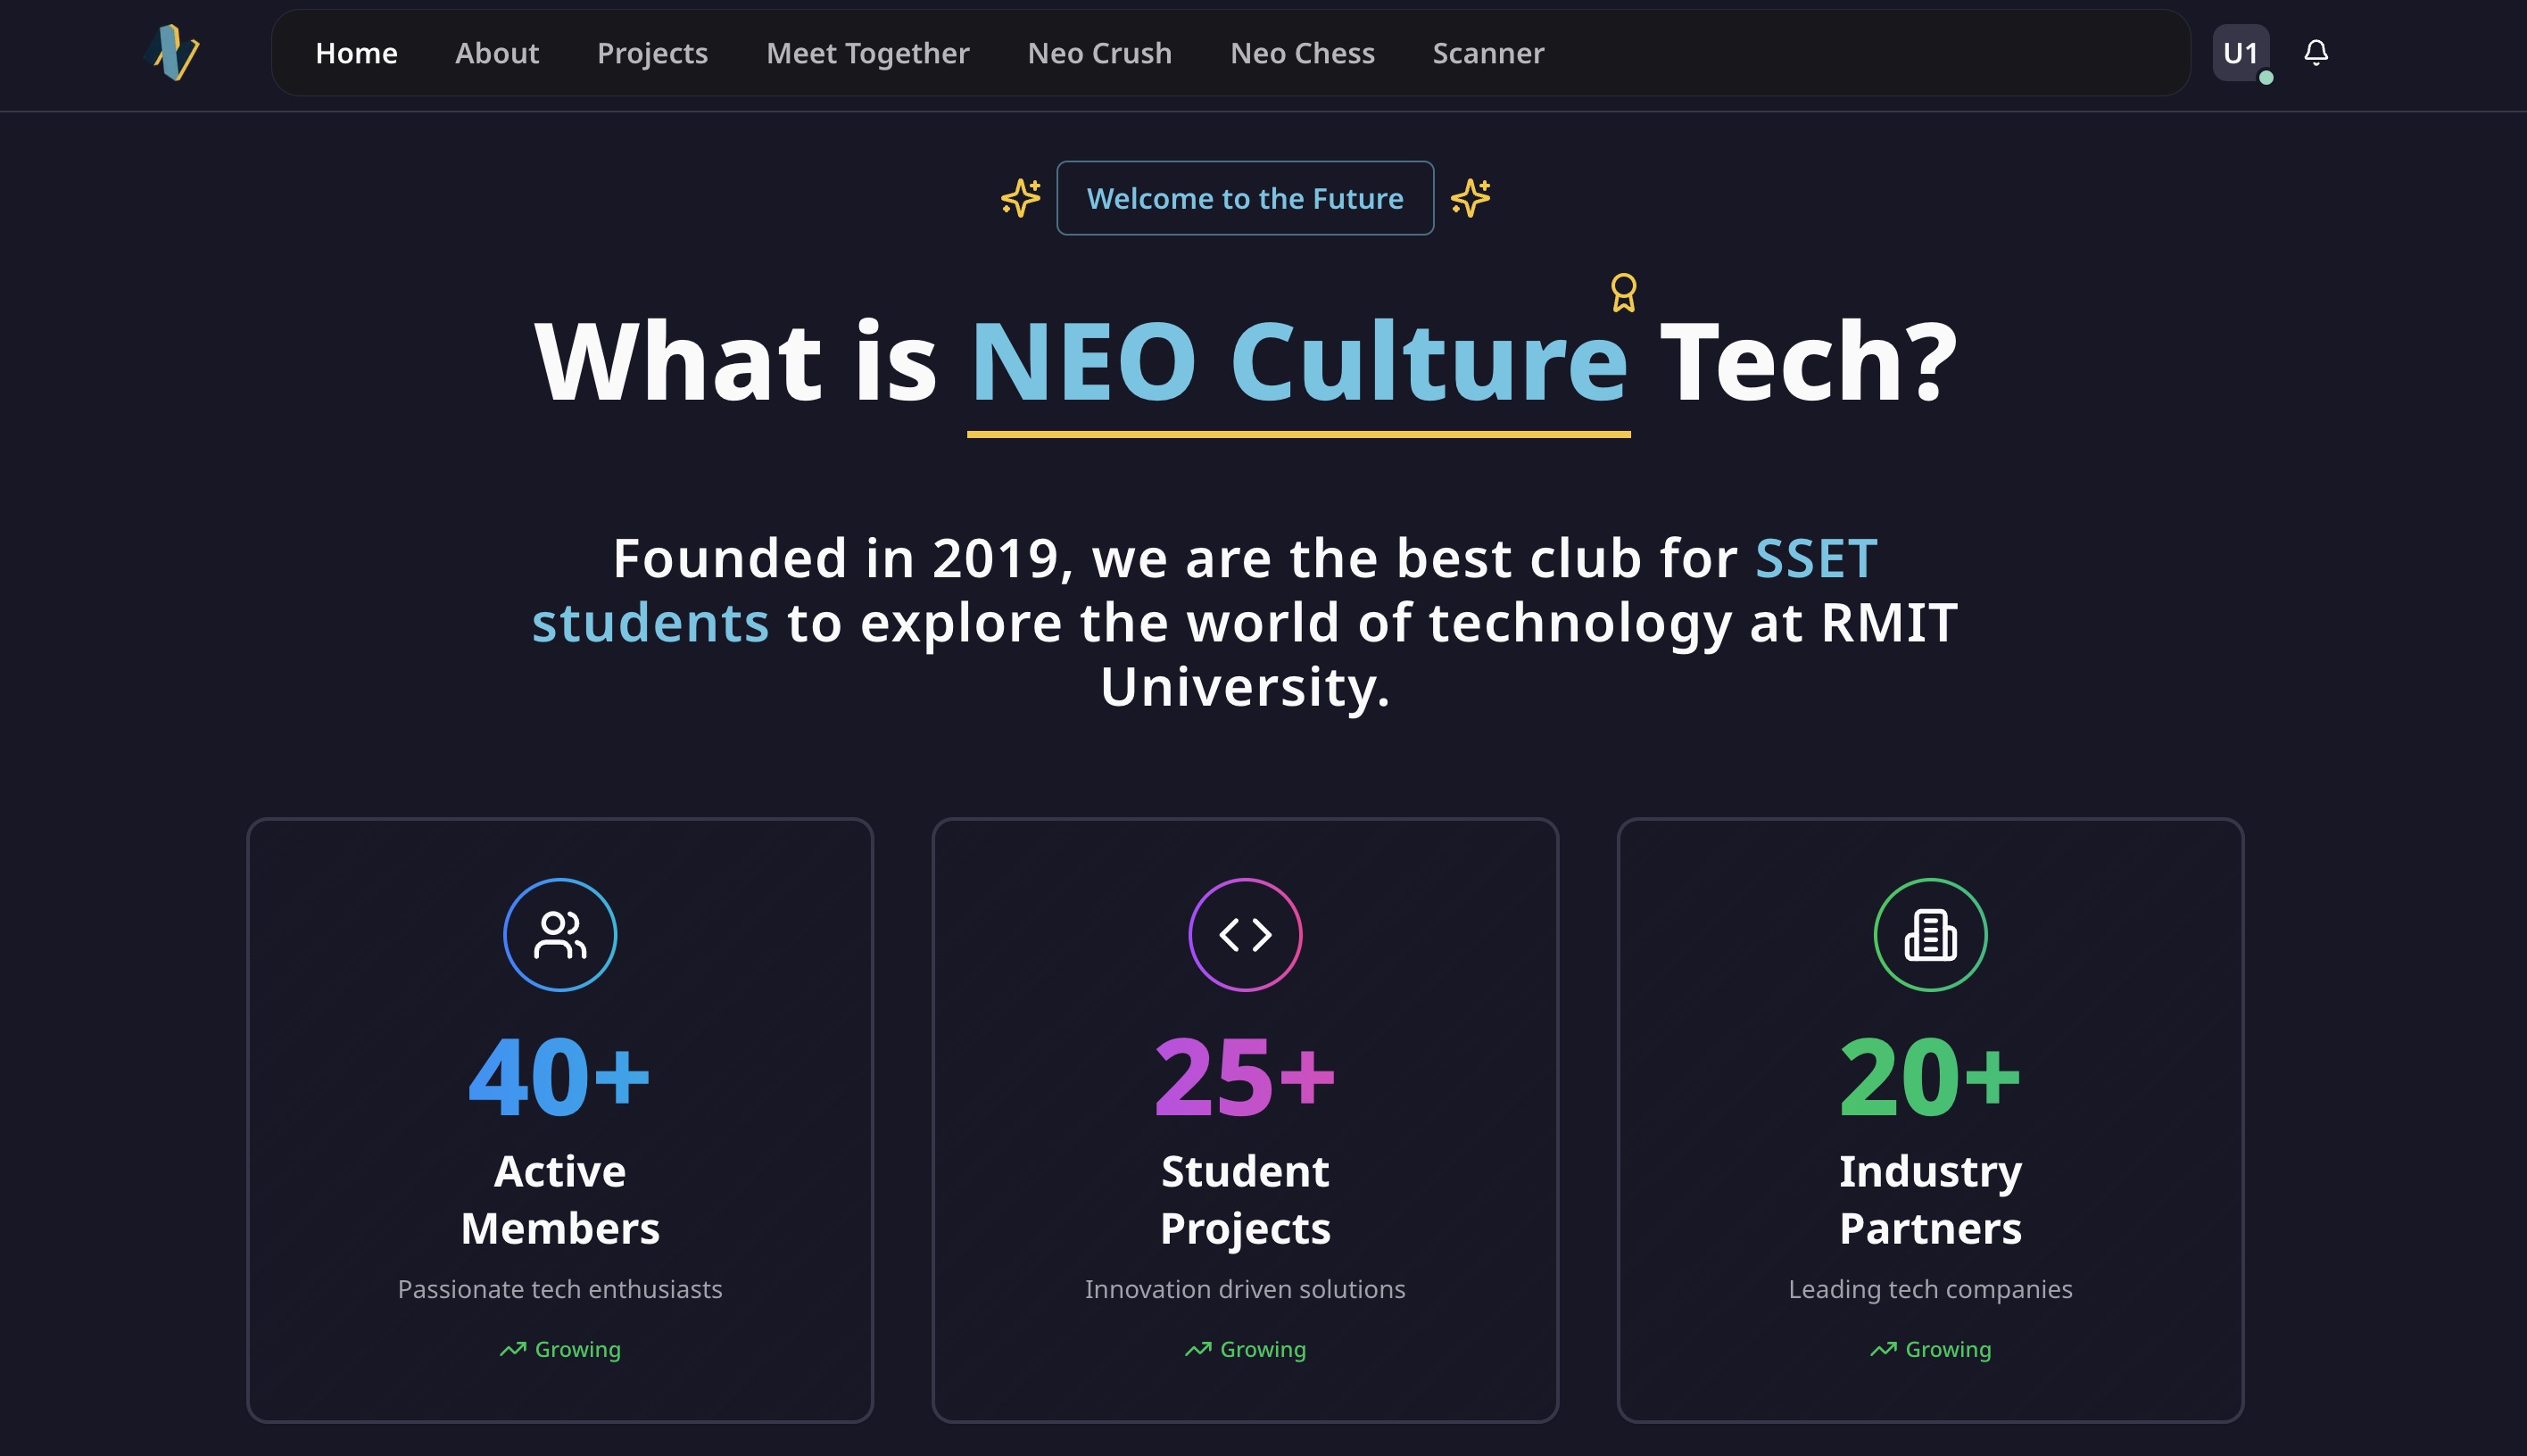 Home About Projects Meet Together Neo Crush Neo Chess Scanner U1
Welcome to the Future
What is NEO Culture Tech?
Founded in 2019, we are the best club for SSET
students to explore the world of technology at RMIT
University.
40+
Active
Members
Passionate tech enthusiasts
Growing
25+
Student
Projects
Innovation driven solutions
Growing
20+
Industry
Partners
Leading tech companies
Growing